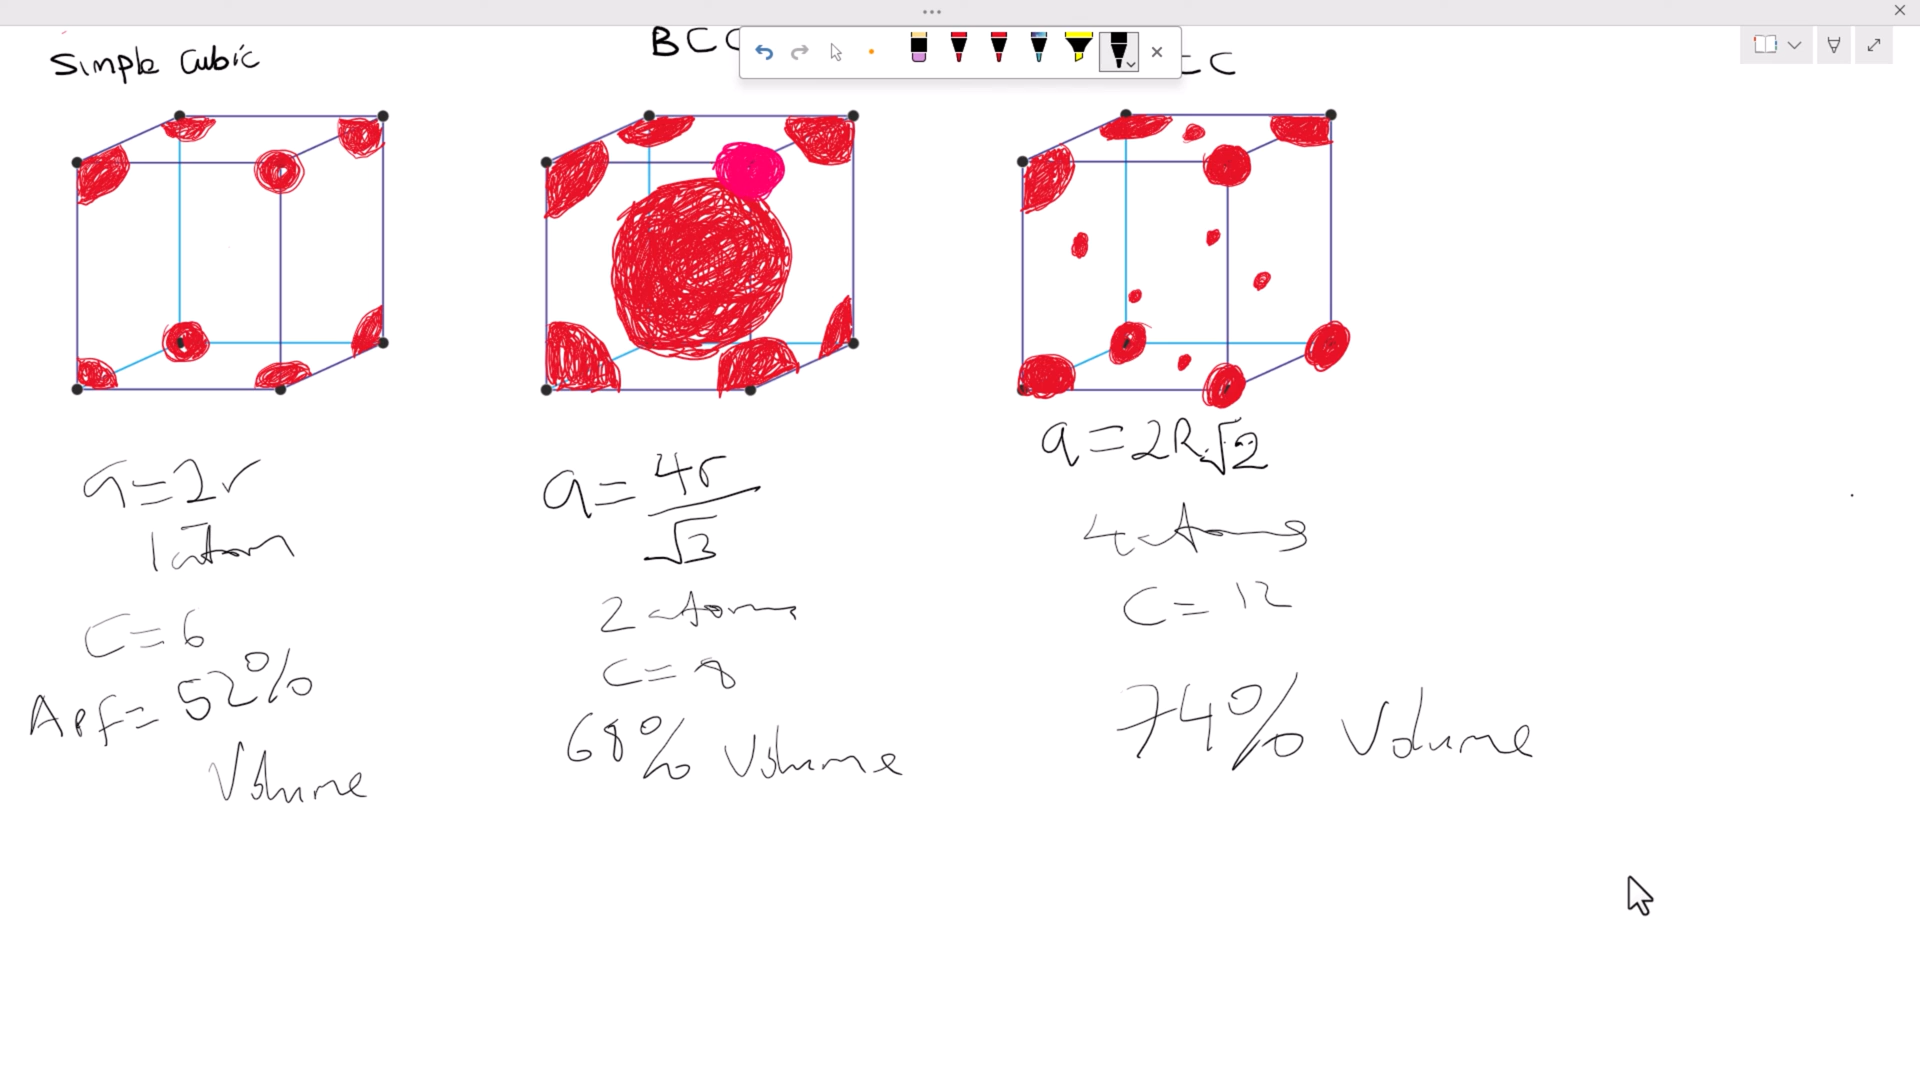 Simple Cubic
BCC
CC
a=2r
1 atom
C=6
APF= 52%
Volume
a= 4r
√3
2 atoms
C= 8
68% Volume
a=2R√2
4 atoms
C= 12
74% Volume